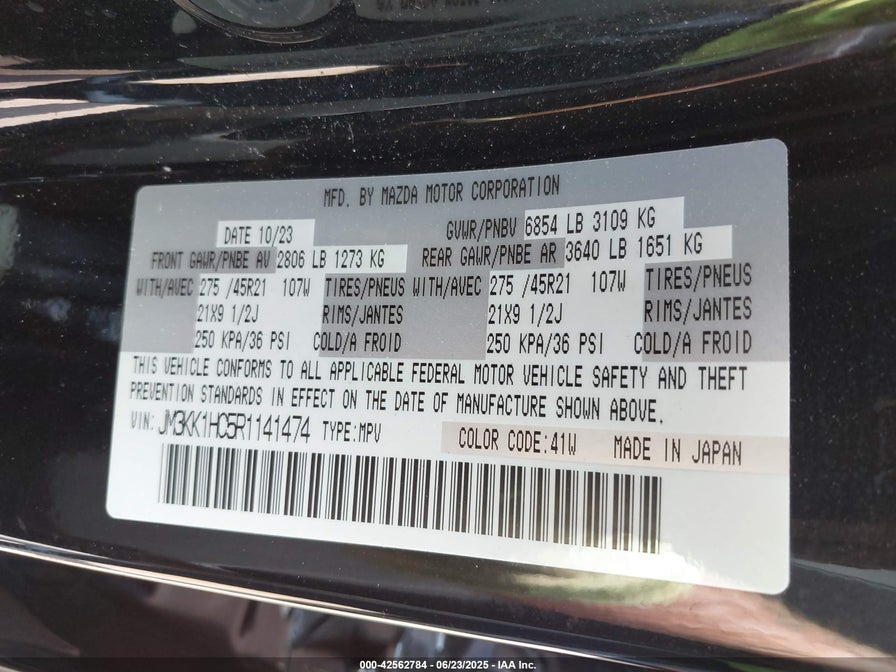 MFD. BY MAZDA MOTOR CORPORATION
DATE 10/23 GVWR/PNBV 6854 LB 3109 KG
FRONT GAWR/PNBE AV 2806 LB 1273 KG REAR GAWR/PNBE AR 3640 LB 1651 KG
WITH/AVEC 275 /45R21 107W TIRES/PNEUS WITH/AVEC 275 /45R21 107W TIRES/PNEUS
21X9 1/2J RIMS/JANTES 21X9 1/2J RIMS/JANTES
250 KPA/36 PSI COLD/A FROID 250 KPA/36 PSI COLD/A FROID
THIS VEHICLE CONFORMS TO ALL APPLICABLE FEDERAL MOTOR VEHICLE SAFETY AND THEFT
PREVENTION STANDARDS IN EFFECT ON THE DATE OF MANUFACTURE SHOWN ABOVE.
VIN: JM3KK1HC5R1141474 TYPE:MPV COLOR CODE:41W MADE IN JAPAN
000-42562784 - 06/23/2025 - IAA Inc.